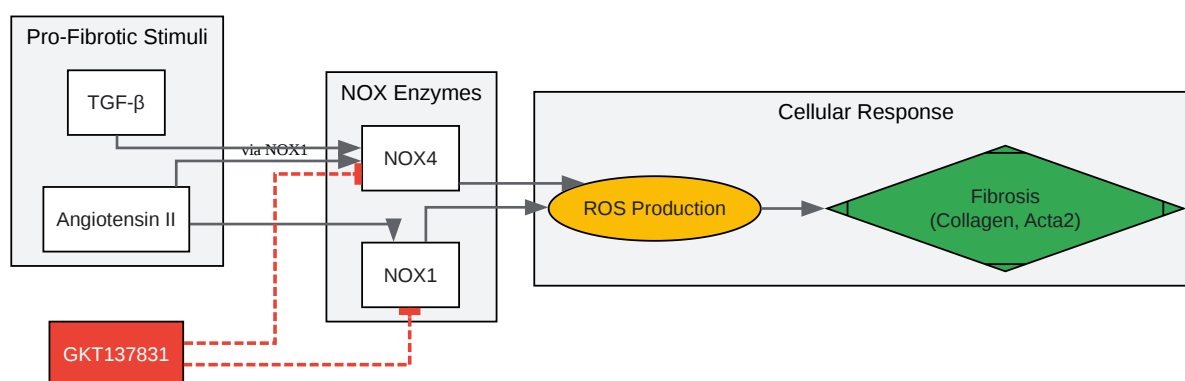 Pro-Fibrotic Stimuli
TGF-β
Angiotensin II
via NOX1
NOX Enzymes
NOX4
NOX1
Cellular Response
ROS Production
Fibrosis
(Collagen, Acta2)
GKT137831